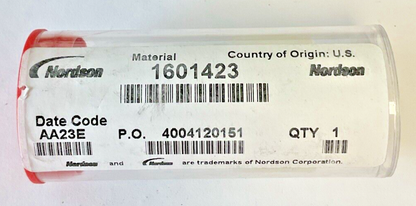 Material Country of Origin: U.S.
Nordson 1601423 Nordson
Date Code
AA23E P.O. 4004120151 QTY 1
Nordson and Nordson are trademarks of Nordson Corporation.